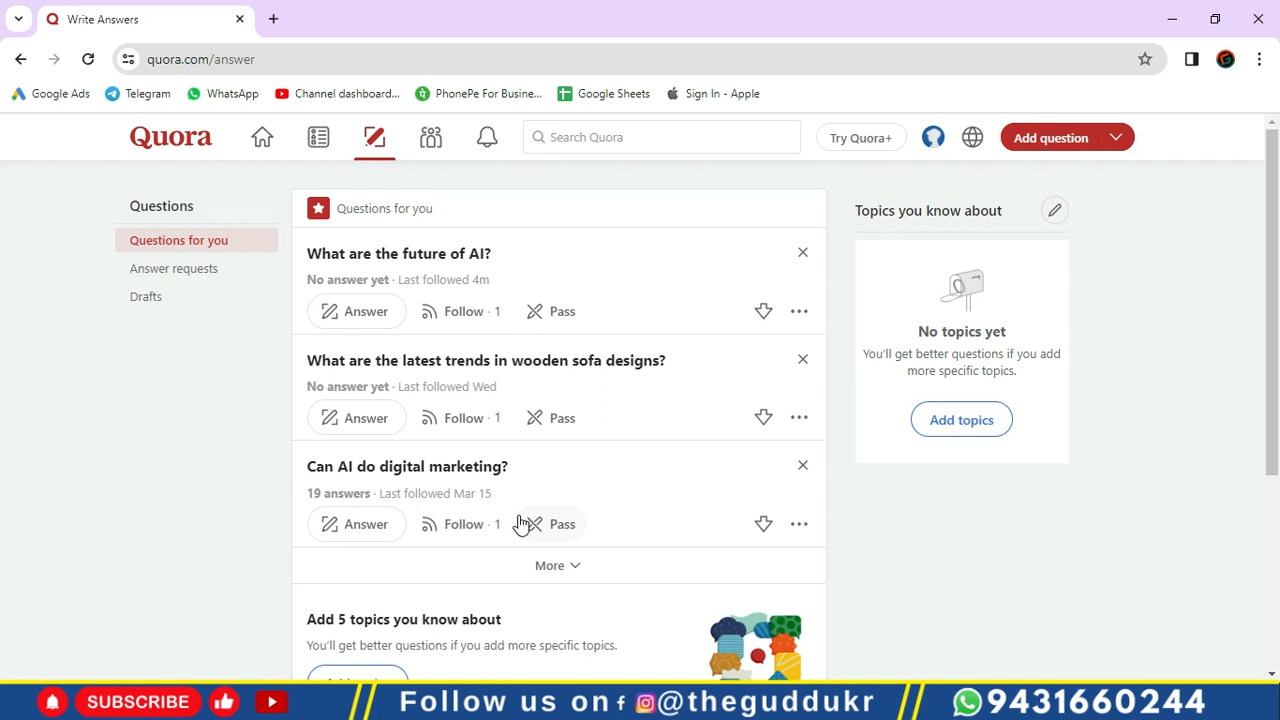 Write Answers
quora.com/answer
Google Ads
Telegram
WhatsApp
Channel dashboard...
PhonePe For Busine...
Google Sheets
Sign In - Apple
Quora
Search Quora
Try Quora+
Add question
Questions
Questions for you
Answer requests
Drafts
Questions for you
What are the future of AI?
No answer yet · Last followed 4m
Answer
Follow · 1
Pass
What are the latest trends in wooden sofa designs?
No answer yet · Last followed Wed
Answer
Follow · 1
Pass
Can AI do digital marketing?
19 answers · Last followed Mar 15
Answer
Follow · 1
Pass
More
Add 5 topics you know about
You'll get better questions if you add more specific topics.
Topics you know about
No topics yet
You'll get better questions if you add
more specific topics.
Add topics
SUBSCRIBE
Follow us on f @theguddukr
9431660244